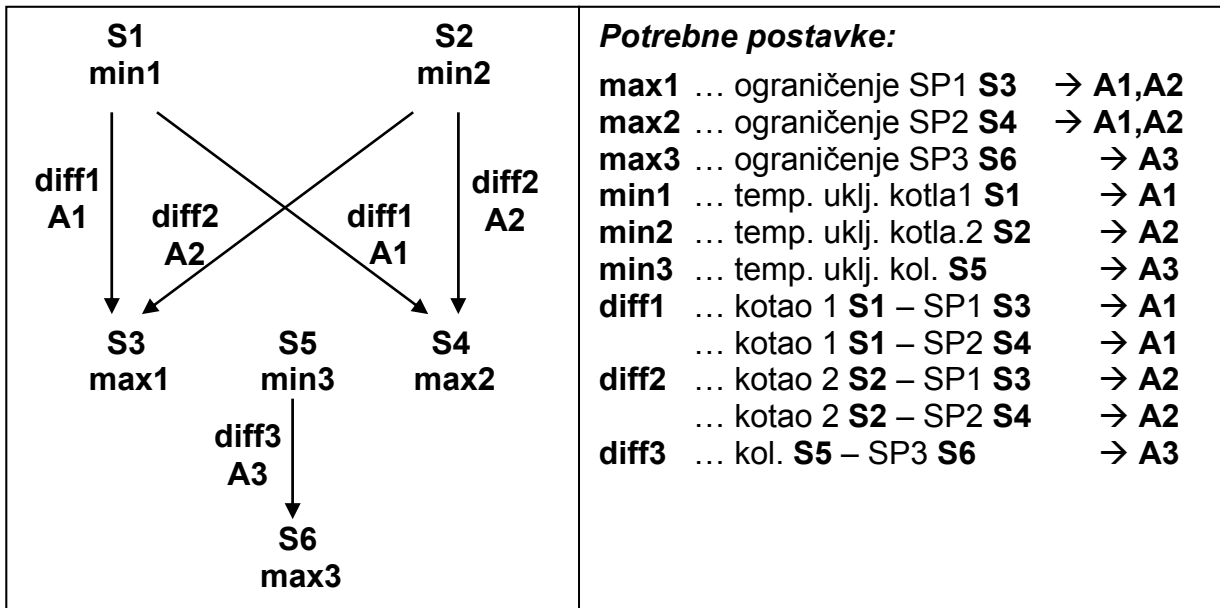 S1 S2
min1 min2
diff1 diff2
A1 diff2 diff1 A2
A2 A1
S3 S5 S4
max1 min3 max2
diff3
A3
S6
max3
Potrebne postavke:
max1 … ograničenje SP1 S3 → A1,A2
max2 … ograničenje SP2 S4 → A1,A2
max3 … ograničenje SP3 S6 → A3
min1 … temp. uklj. kotla1 S1 → A1
min2 … temp. uklj. kotla.2 S2 → A2
min3 … temp. uklj. kol. S5 → A3
diff1 … kotao 1 S1 – SP1 S3 → A1
… kotao 1 S1 – SP2 S4 → A1
diff2 … kotao 2 S2 – SP1 S3 → A2
… kotao 2 S2 – SP2 S4 → A2
diff3 … kol. S5 – SP3 S6 → A3